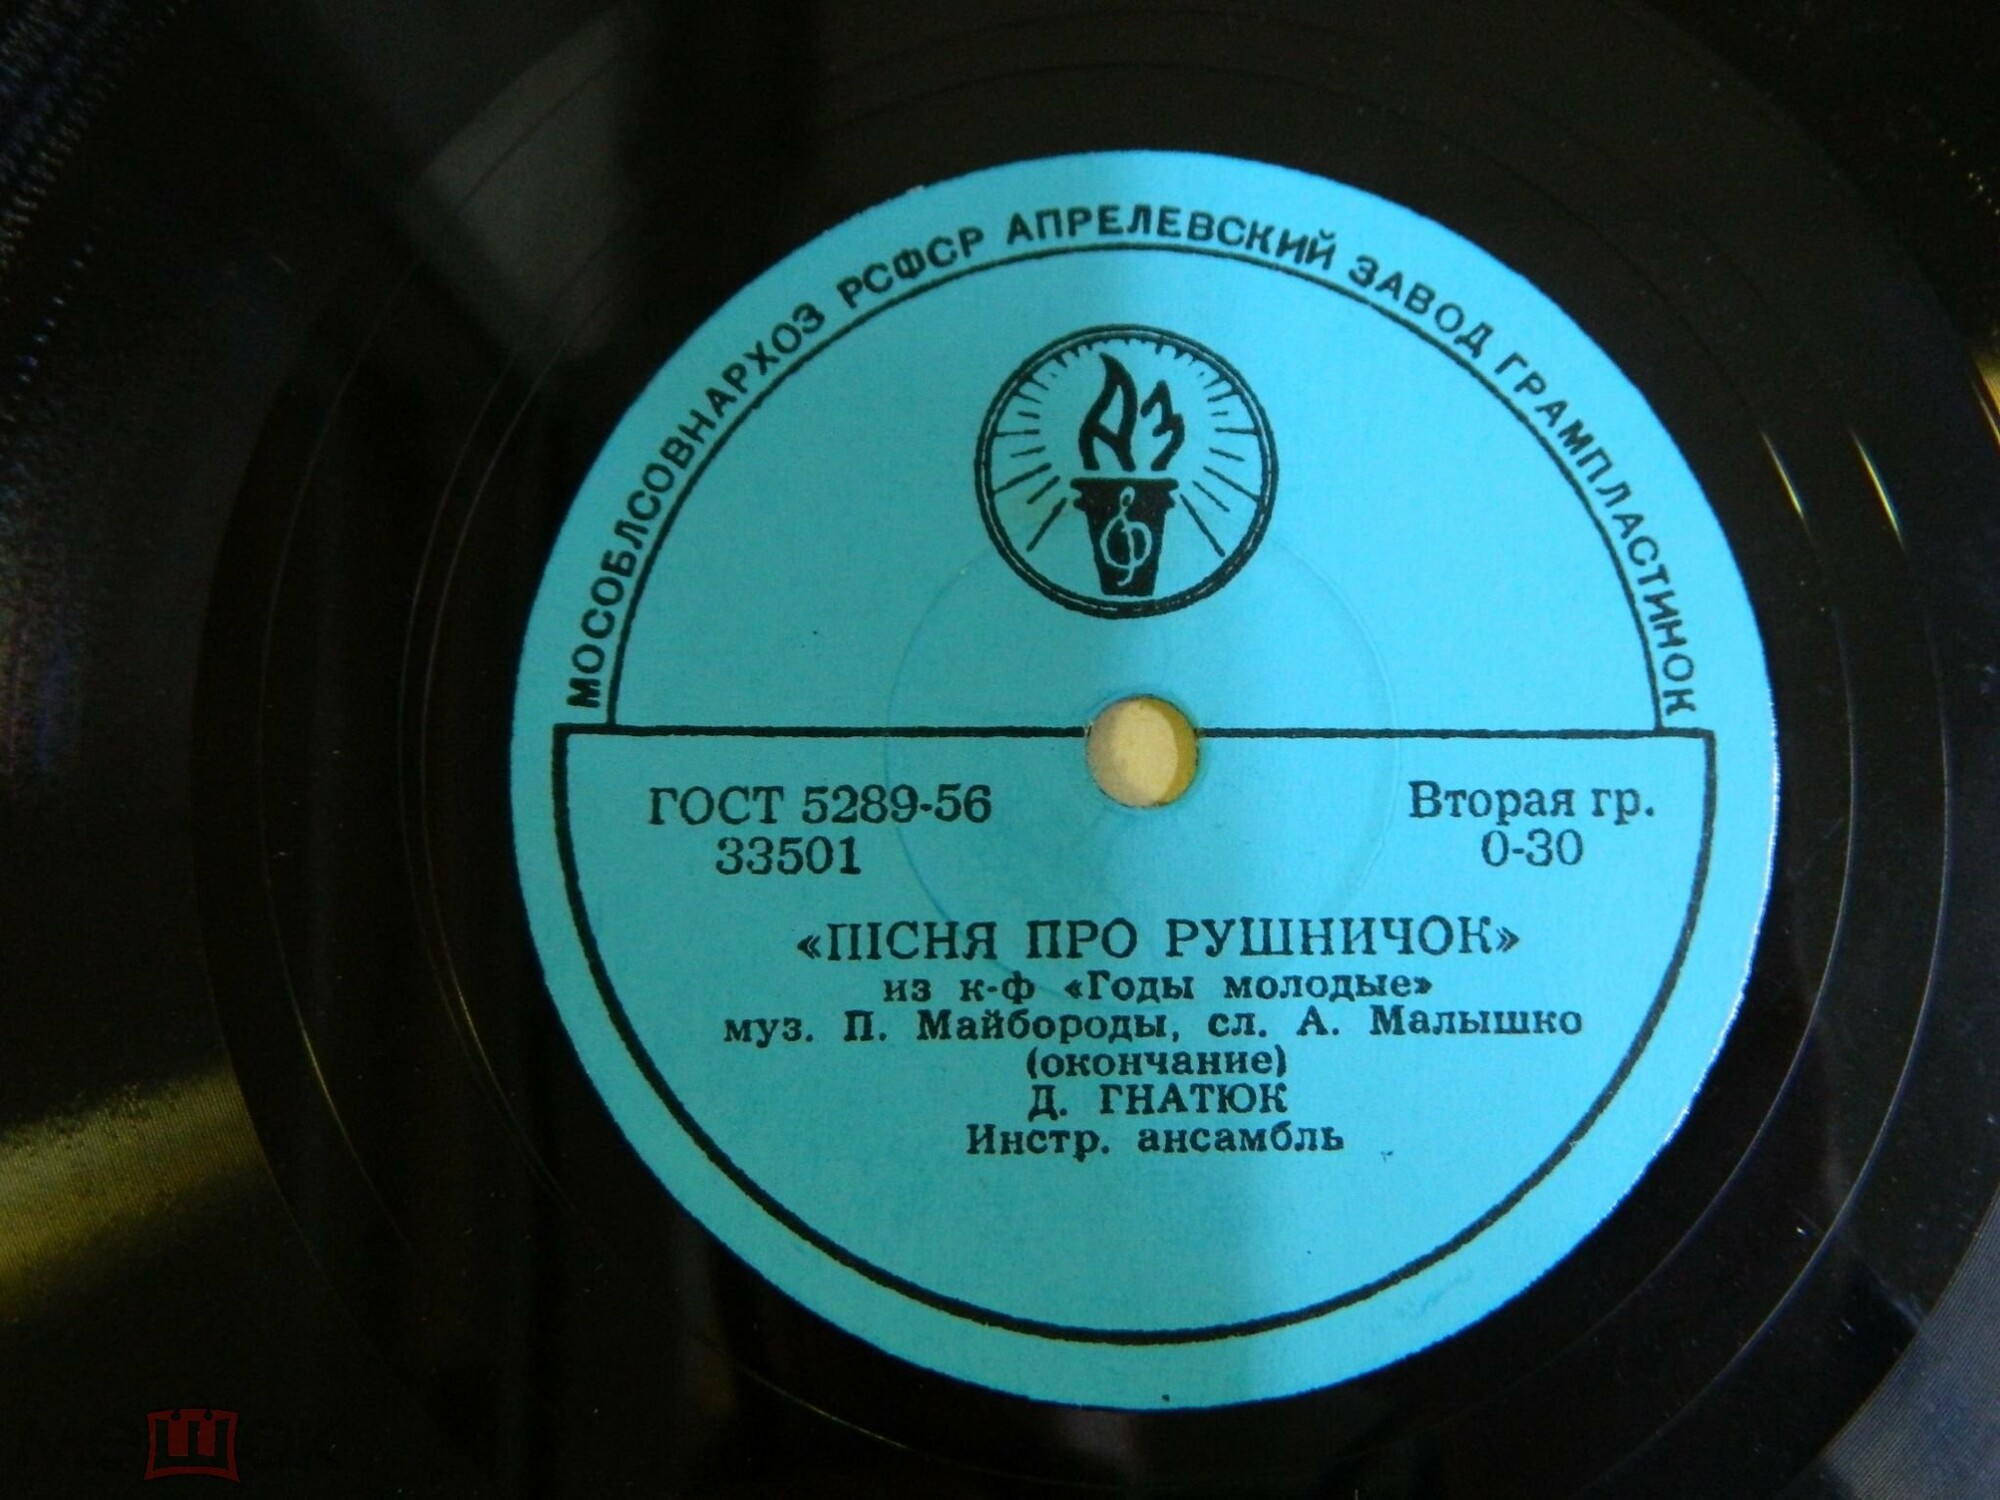 МОСОБЛСОВНАРХОЗ РСФСР АПРЕЛЕВСКИЙ ЗАВОД ГРАМПЛАСТИНОК
АЗ
ГОСТ 5289-56
33501
Вторая гр.
0-30
«ПІСНЯ ПРО РУШНИЧОК»
из к-ф «Годы молодые»
муз. П. Майбороды, сл. А. Малышко
(окончание)
Д. ГНАТЮК
Инстр. ансамбль